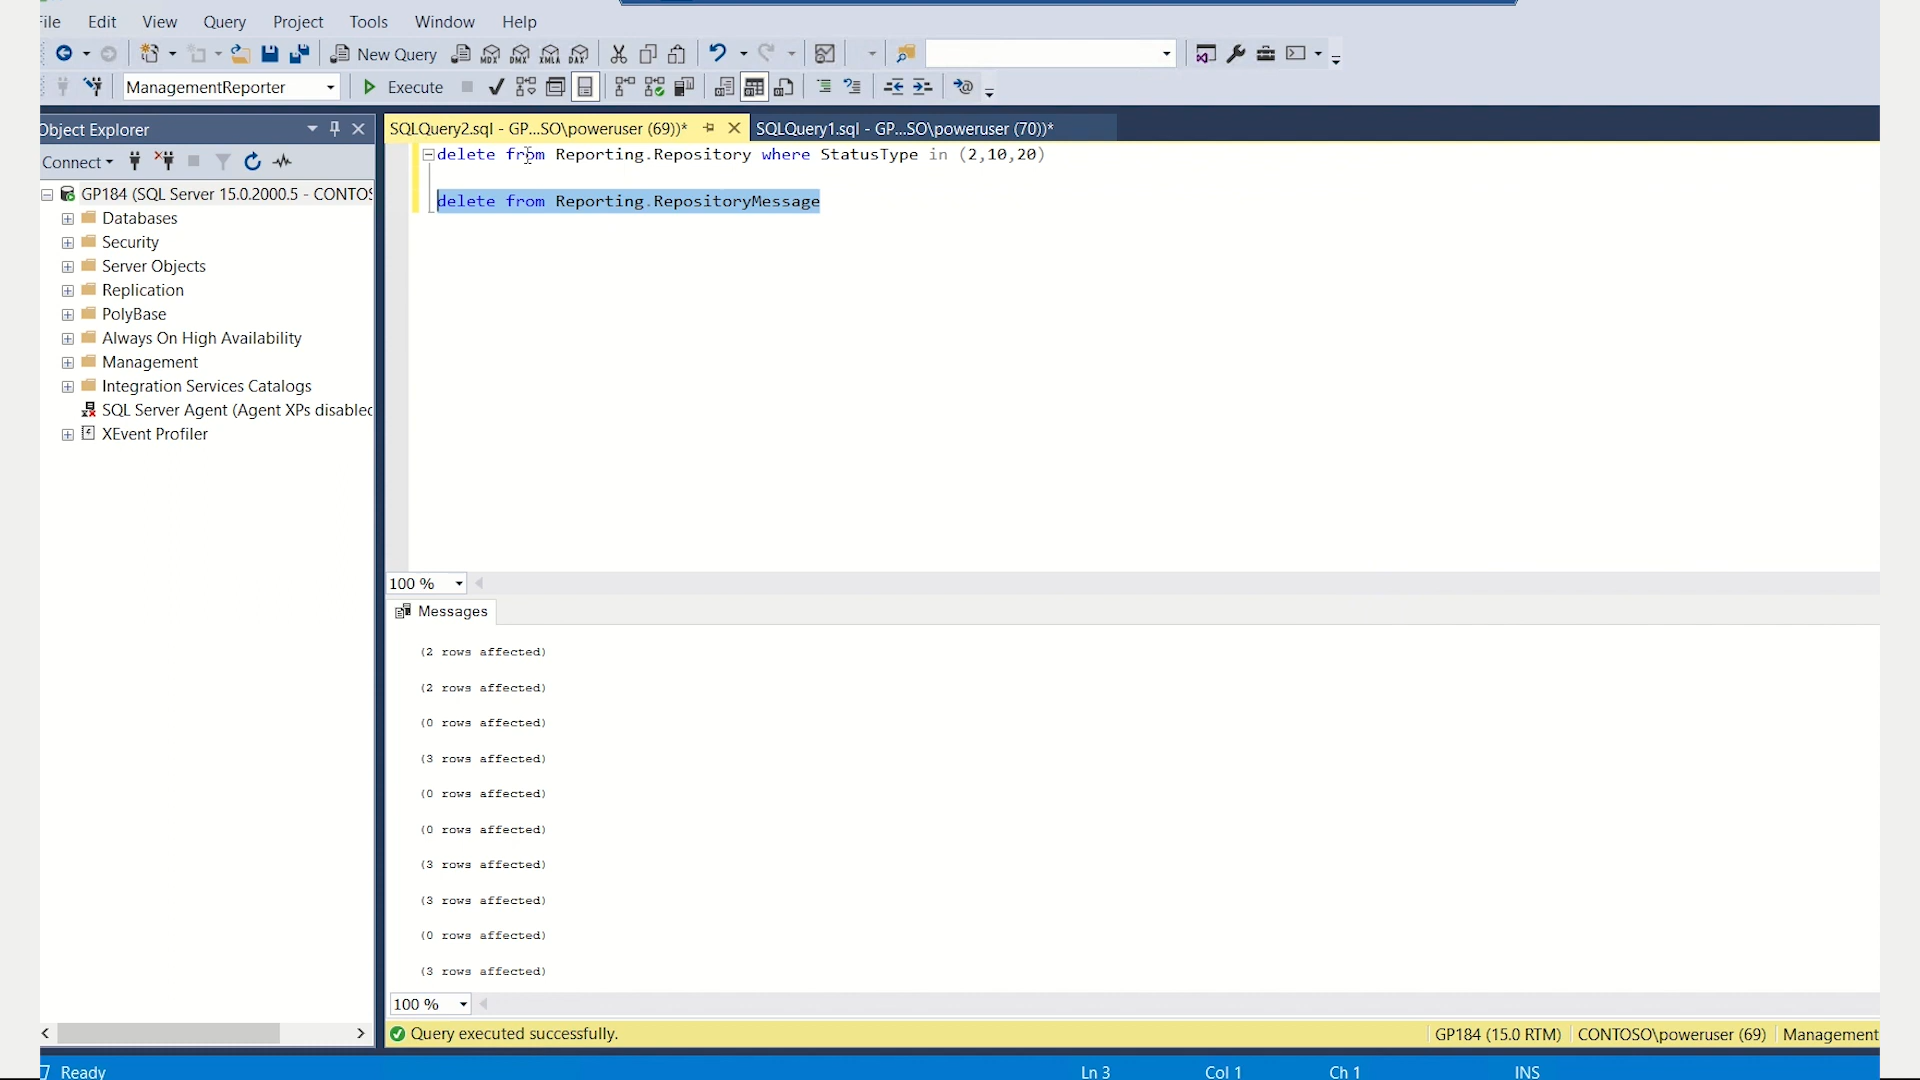 ile Edit View Query Project Tools Window Help
New Query MDX DMX XMLA DAX
ManagementReporter Execute
Object Explorer
SQLQuery2.sql - GP...SO\poweruser (69))* SQLQuery1.sql - GP...SO\poweruser (70))*
delete from Reporting.Repository where StatusType in (2,10,20)
delete from Reporting.RepositoryMessage
Connect
GP184 (SQL Server 15.0.2000.5 - CONTOS
Databases
Security
Server Objects
Replication
PolyBase
Always On High Availability
Management
Integration Services Catalogs
SQL Server Agent (Agent XPs disabled
XEvent Profiler
100 %
Messages
(2 rows affected)
(2 rows affected)
(0 rows affected)
(3 rows affected)
(0 rows affected)
(0 rows affected)
(3 rows affected)
(3 rows affected)
(0 rows affected)
(3 rows affected)
100 %
Query executed successfully. GP184 (15.0 RTM) CONTOSO\poweruser (69) Management
Ready Ln 3 Col 1 Ch 1 INS